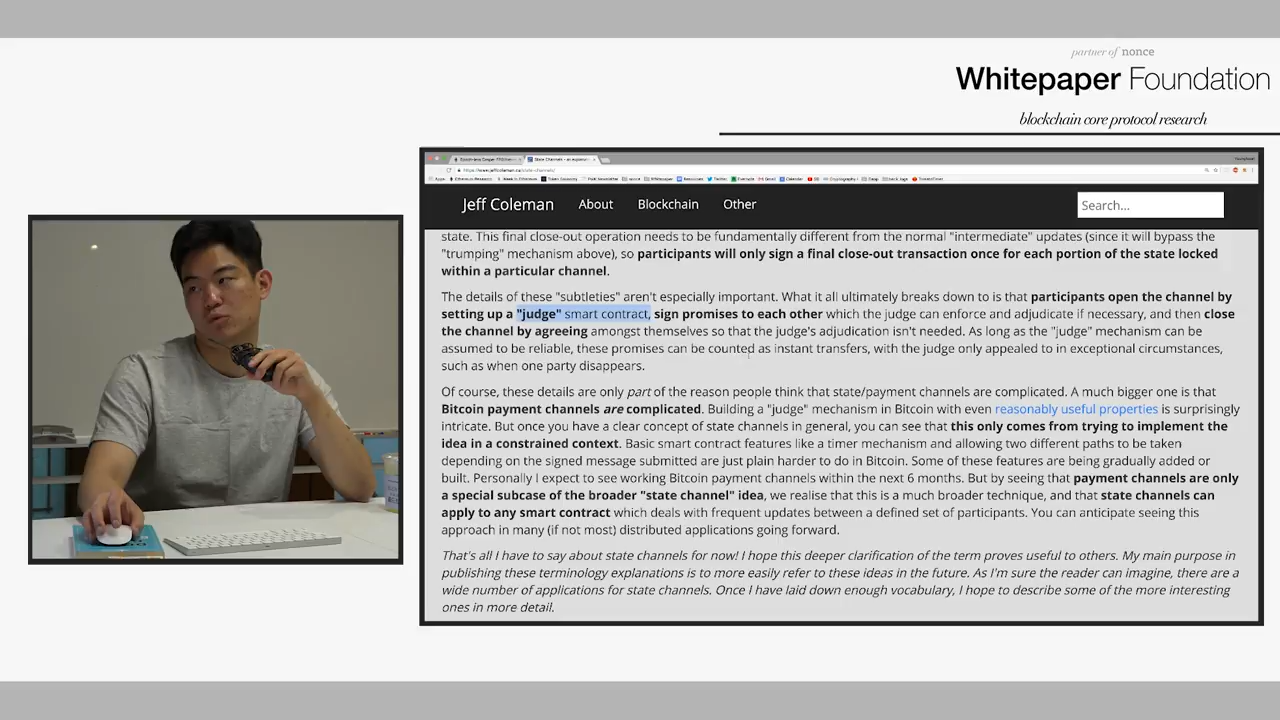 partner of nonce
Whitepaper Foundation
blockchain core protocol research
Jeff Coleman
About
Blockchain
Other
Search...
state. This final close-out operation needs to be fundamentally different from the normal "intermediate" updates (since it will bypass the
"trumping" mechanism above), so participants will only sign a final close-out transaction once for each portion of the state locked
within a particular channel.
The details of these "subtleties" aren't especially important. What it all ultimately breaks down to is that participants open the channel by
setting up a "judge" smart contract, sign promises to each other which the judge can enforce and adjudicate if necessary, and then close
the channel by agreeing amongst themselves so that the judge's adjudication isn't needed. As long as the "judge" mechanism can be
assumed to be reliable, these promises can be counted as instant transfers, with the judge only appealed to in exceptional circumstances,
such as when one party disappears.
Of course, these details are only part of the reason people think that state/payment channels are complicated. A much bigger one is that
Bitcoin payment channels are complicated. Building a "judge" mechanism in Bitcoin with even reasonably useful properties is surprisingly
intricate. But once you have a clear concept of state channels in general, you can see that this only comes from trying to implement the
idea in a constrained context. Basic smart contract features like a timer mechanism and allowing two different paths to be taken
depending on the signed message submitted are just plain harder to do in Bitcoin. Some of these features are being gradually added or
built. Personally I expect to see working Bitcoin payment channels within the next 6 months. But by seeing that payment channels are only
a special subcase of the broader "state channel" idea, we realise that this is a much broader technique, and that state channels can
apply to any smart contract which deals with frequent updates between a defined set of participants. You can anticipate seeing this
approach in many (if not most) distributed applications going forward.
That's all I have to say about state channels for now! I hope this deeper clarification of the term proves useful to others. My main purpose in
publishing these terminology explanations is to more easily refer to these ideas in the future. As I'm sure the reader can imagine, there are a
wide number of applications for state channels. Once I have laid down enough vocabulary, I hope to describe some of the more interesting
ones in more detail.